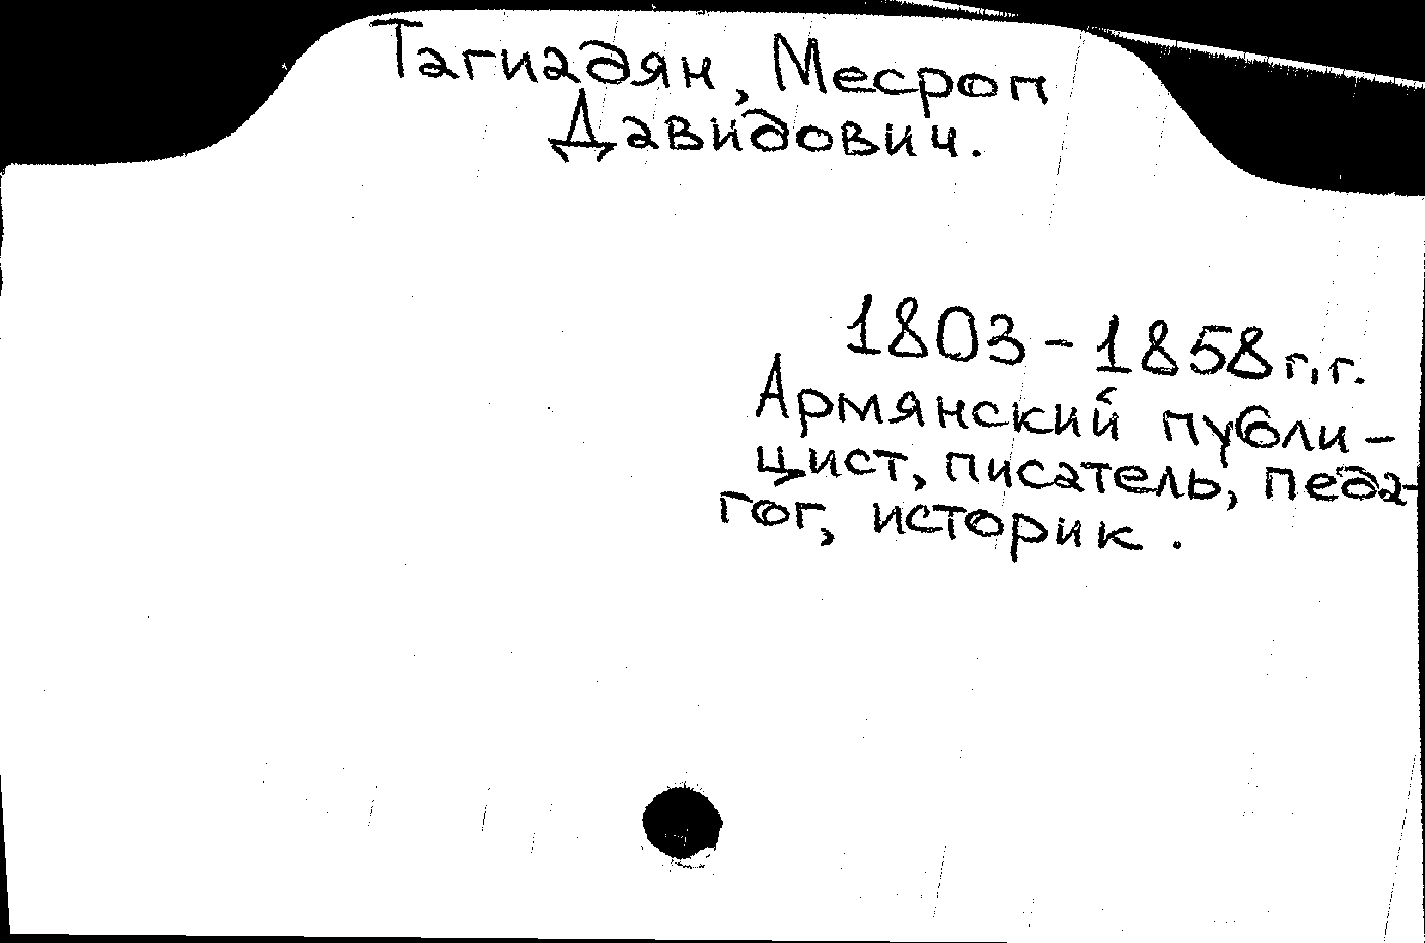 Тагиадян, Месроп
Давидович.
1803-1858 г.г.
Армянский публи-
цист, писатель, педа-
гог, историк.